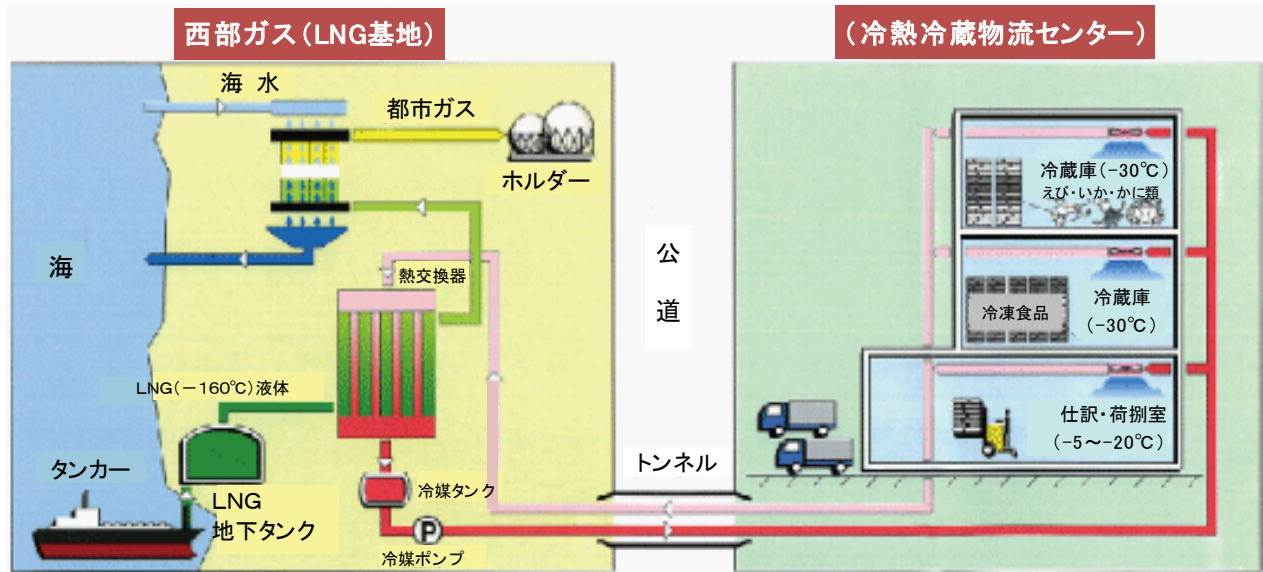 西部ガス(LNG基地)
(冷熱冷蔵物流センター)
海 水
都市ガス
ホルダー
海
熱交換器
LNG(-160℃)液体
タンカー
LNG
地下タンク
冷媒タンク
P
冷媒ポンプ
公
道
トンネル
冷蔵庫(-30℃)
えび・いか・かに類
冷蔵庫
(-30℃)
冷凍食品
仕訳・荷捌室
(-5~-20℃)